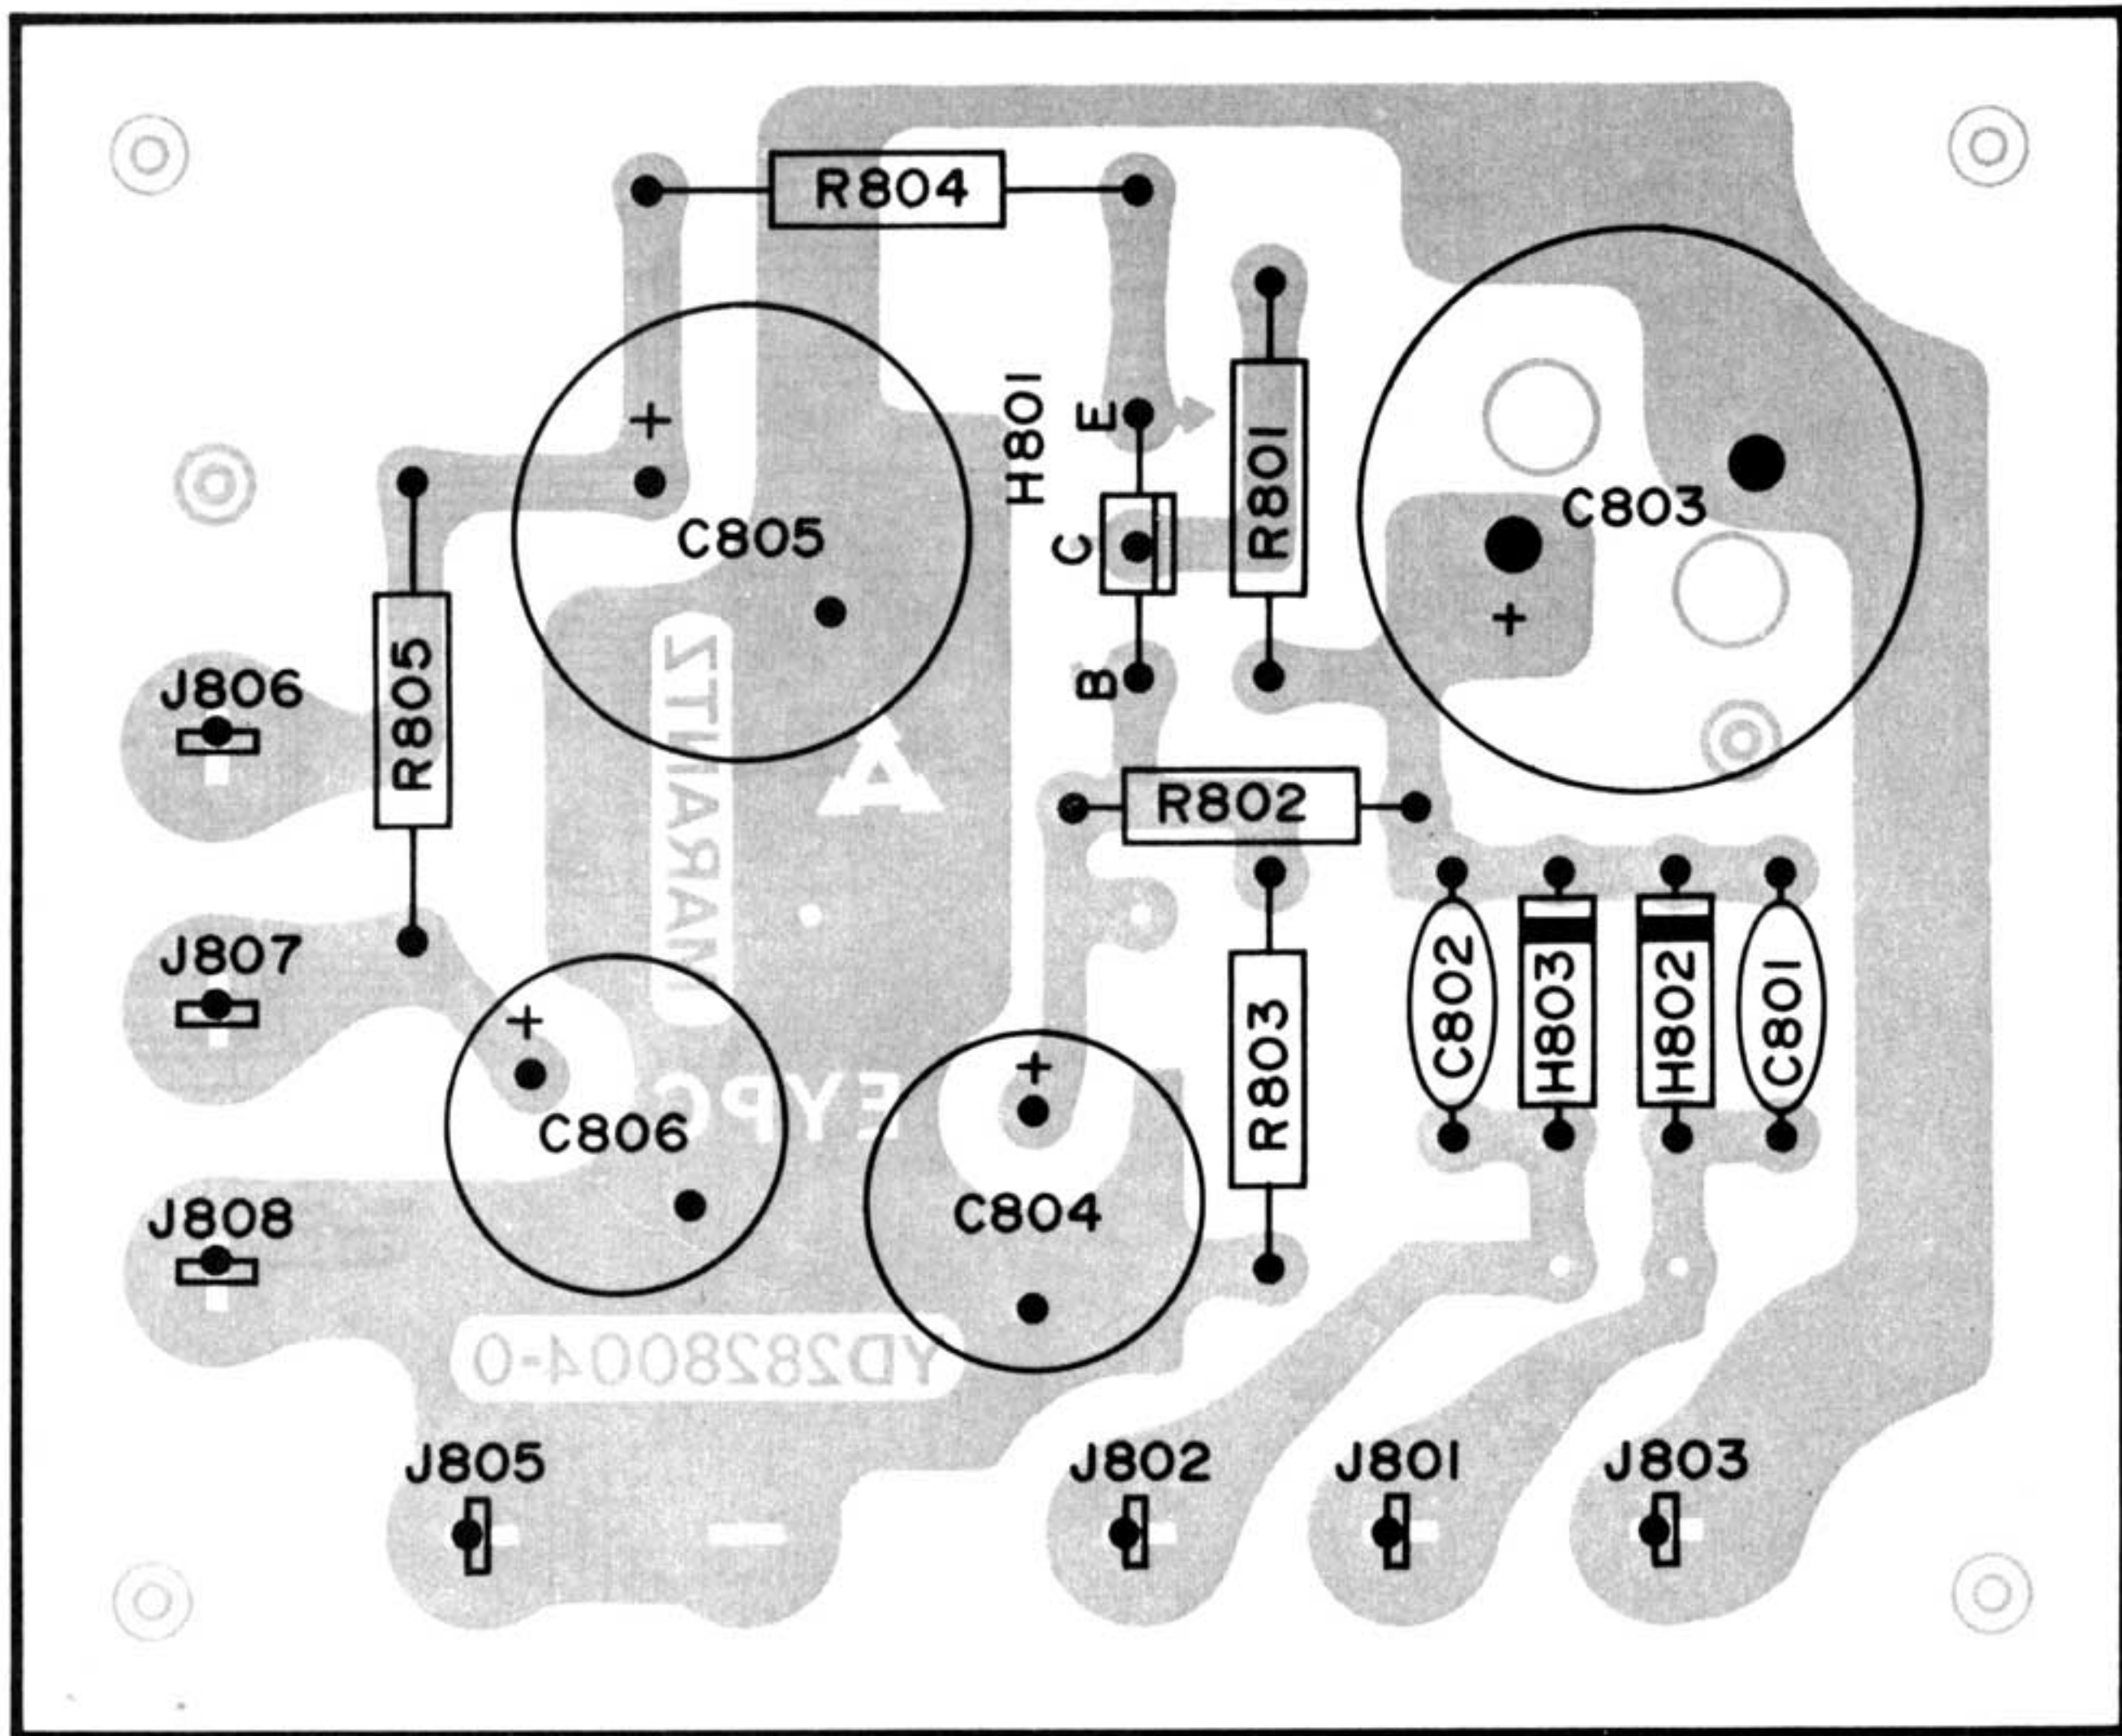 R804
H801
E
C
B
R801
+
C805
C803
+
J806
R805
R802
MARANTZ
J807
+
C806
EYPC
+
C804
R803
C802
H803
H802
C801
J808
YD2828004-0
J805
J802
J801
J803